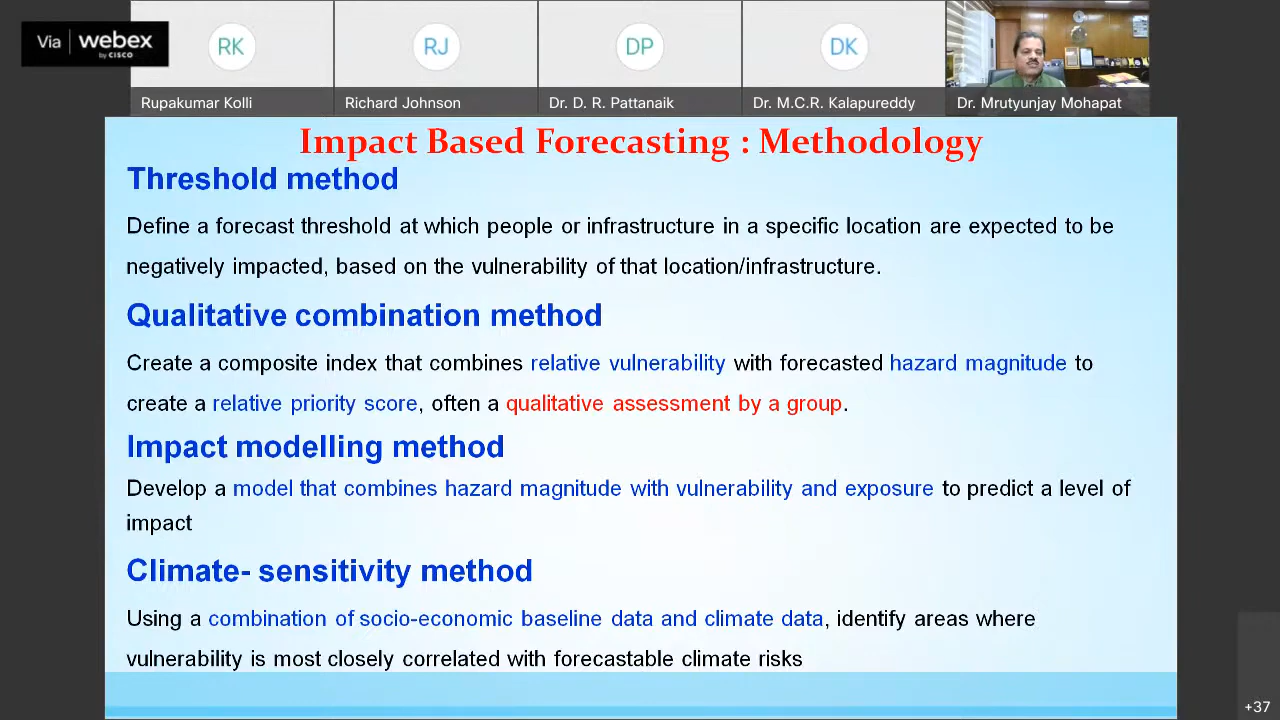 Via webex
by CISCO
RK
RJ
DP
DK
Rupakumar Kolli
Richard Johnson
Dr. D. R. Pattanaik
Dr. M.C.R. Kalapureddy
Dr. Mrutyunjay Mohapat
Impact Based Forecasting : Methodology
Threshold method
Define a forecast threshold at which people or infrastructure in a specific location are expected to be
negatively impacted, based on the vulnerability of that location/infrastructure.
Qualitative combination method
Create a composite index that combines relative vulnerability with forecasted hazard magnitude to
create a relative priority score, often a qualitative assessment by a group.
Impact modelling method
Develop a model that combines hazard magnitude with vulnerability and exposure to predict a level of
impact
Climate- sensitivity method
Using a combination of socio-economic baseline data and climate data, identify areas where
vulnerability is most closely correlated with forecastable climate risks
+37